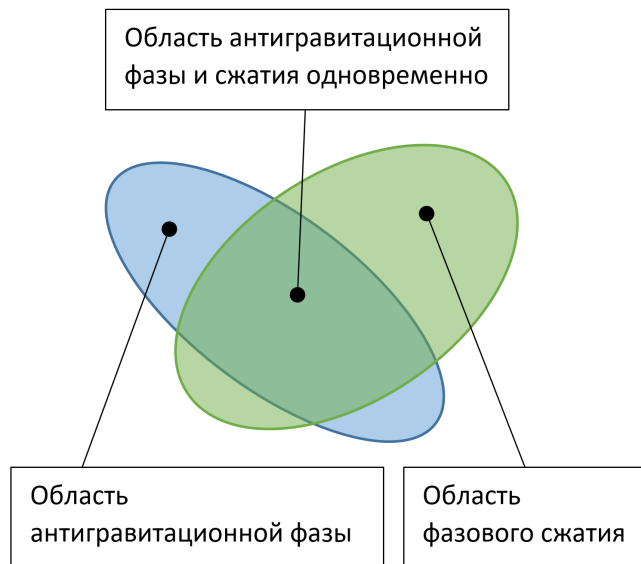 Область антигравитационной
фазы и сжатия одновременно
Область
антигравитационной фазы
Область
фазового сжатия